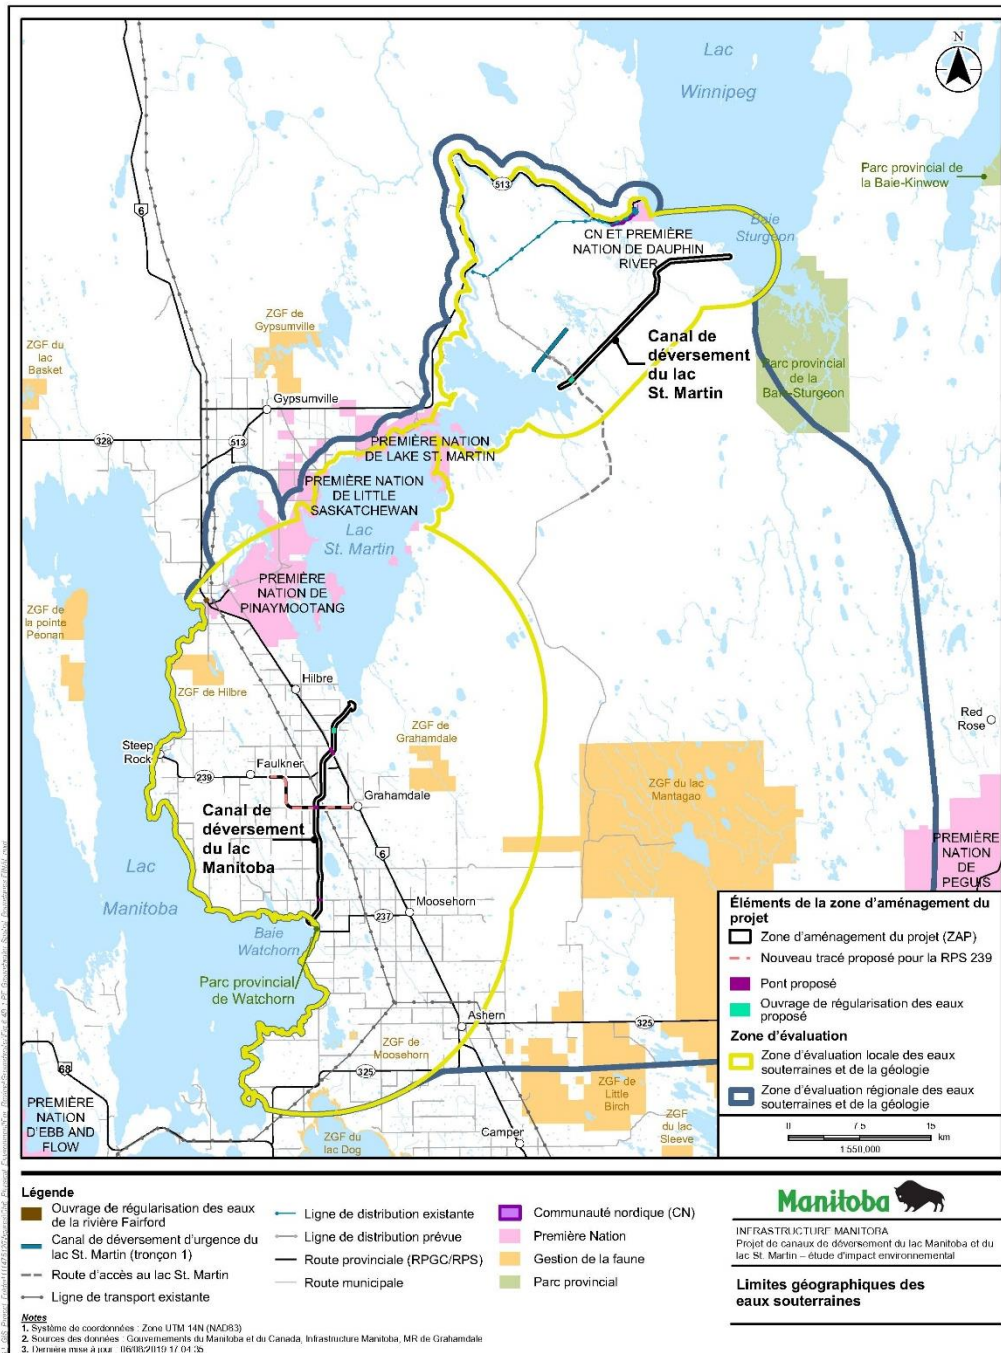 N
Lac
Winnipeg
Parc provincial de
la Baie-Kinwow
6
513
Baie
Sturgeon
CN ET PREMIÈRE
NATION DE DAUPHIN
RIVER
ZGF de
Gypsumville
ZGF du
lac
Basket
Canal de
déversement
du lac
St. Martin
Parc provincial
de la
Baie-Sturgeon
Gypsumville
328
513
PREMIÈRE NATION
DE LAKE ST. MARTIN
PREMIÈRE NATION
DE LITTLE
SASKATCHEWAN
Lac
St. Martin
PREMIÈRE
NATION DE
PINAYMOOTANG
ZGF de
la pointe
Peonan
ZGF de Hilbre
Hilbre
Red
Rose
Steep
Rock
ZGF de
Grahamdale
Faulkner
239
ZGF du lac
Mantagao
Grahamdale
Canal de
déversement
du lac
Manitoba
6
PREMIÈRE
NATION
DE
PEGUIS
Lac
Manitoba
Moosehorn
237
Baie
Watchorn
Parc provincial
de Watchorn
Ashern
325
ZGF de
Moosehorn
325
68
ZGF de
Little
Birch
PREMIÈRE
NATION
D'EBB AND
FLOW
ZGF du
lac Dog
Camper
ZGF
du lac
Sleeve
Éléments de la zone d'aménagement du
projet
Zone d'aménagement du projet (ZAP)
Nouveau tracé proposé pour la RPS 239
Pont proposé
Ouvrage de régularisation des eaux
proposé
Zone d'évaluation
Zone d'évaluation locale des eaux
souterraines et de la géologie
Zone d'évaluation régionale des eaux
souterraines et de la géologie
0 7.5 15
km
1:550,000
Légende
Ouvrage de régularisation des eaux
de la rivière Fairford
Canal de déversement d'urgence du
lac St. Martin (tronçon 1)
Route d'accès au lac St. Martin
Ligne de transport existante
Ligne de distribution existante
Ligne de distribution prévue
Route provinciale (RPGC/RPS)
Route municipale
Communauté nordique (CN)
Première Nation
Gestion de la faune
Parc provincial
Notes
1. Système de coordonnées : Zone UTM 14N (NAD83)
2. Sources des données : Gouvernements du Manitoba et du Canada, Infrastructure Manitoba, MR de Grahamdale
3. Dernière mise à jour : 06/08/2019 17:04:35
Manitoba
INFRASTRUCTURE MANITOBA
Projet de canaux de déversement du lac Manitoba et du
lac St. Martin – étude d'impact environnemental
Limites géographiques des
eaux souterraines